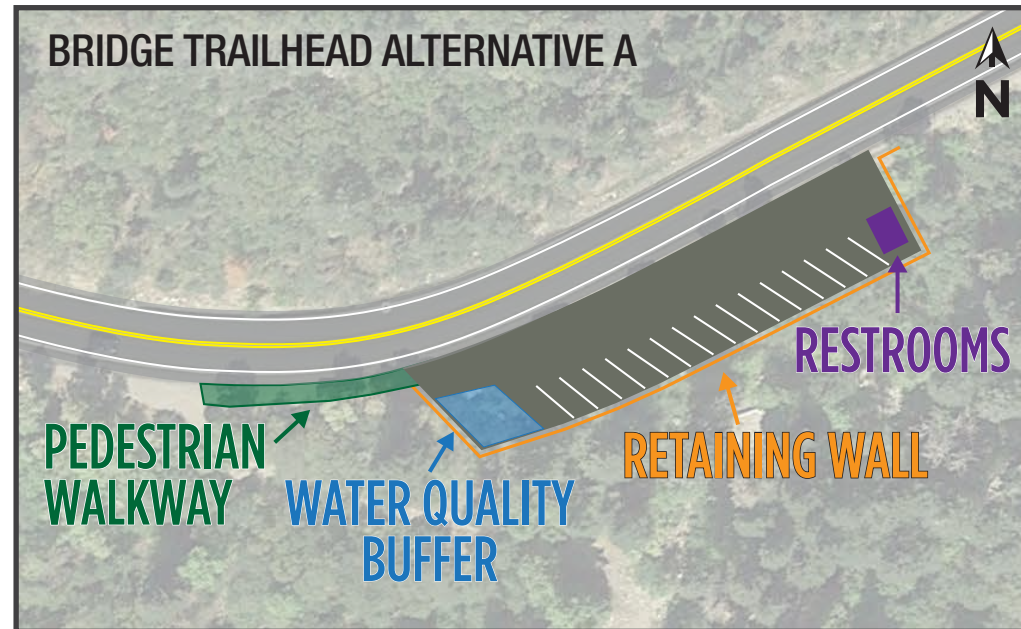 BRIDGE TRAILHEAD ALTERNATIVE A
N
RESTROOMS
RETAINING WALL
PEDESTRIAN
WALKWAY
WATER QUALITY
BUFFER